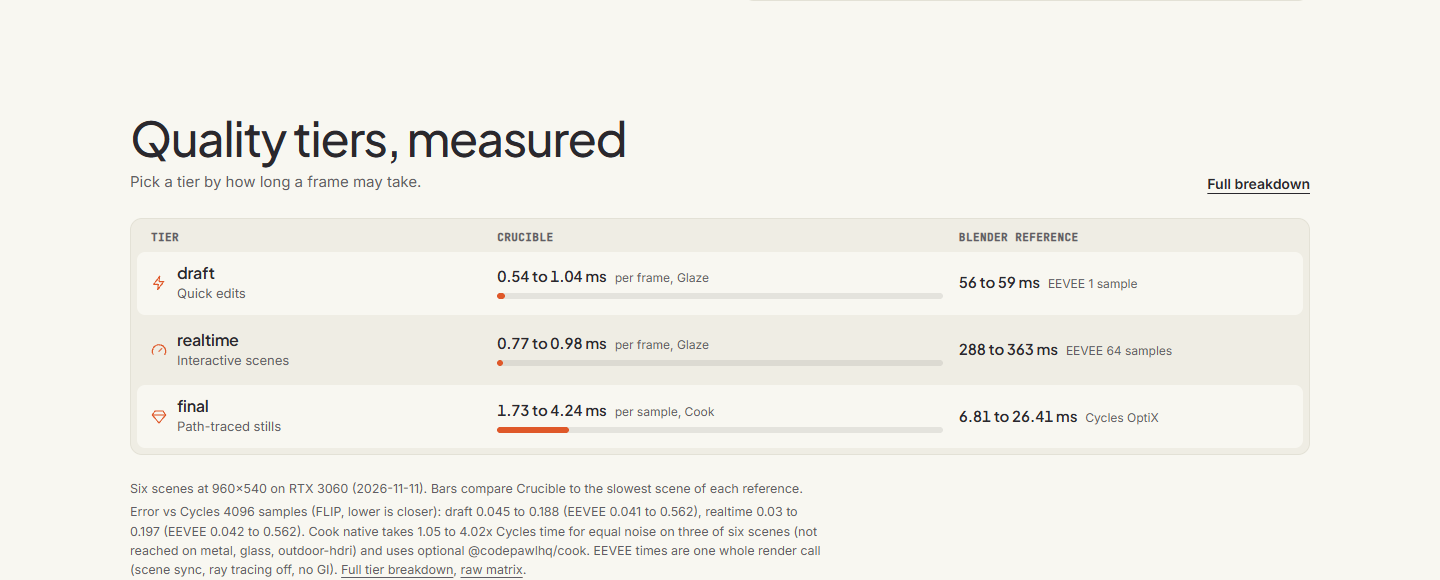 Quality tiers, measured
Pick a tier by how long a frame may take.
Full breakdown
TIER
CRUCIBLE
BLENDER REFERENCE
draft
Quick edits
0.54 to 1.04 ms per frame, Glaze
56 to 59 ms EEVEE 1 sample
realtime
Interactive scenes
0.77 to 0.98 ms per frame, Glaze
288 to 363 ms EEVEE 64 samples
final
Path-traced stills
1.73 to 4.24 ms per sample, Cook
6.81 to 26.41 ms Cycles OptiX
Six scenes at 960×540 on RTX 3060 (2026-11-11). Bars compare Crucible to the slowest scene of each reference.
Error vs Cycles 4096 samples (FLIP, lower is closer): draft 0.045 to 0.188 (EEVEE 0.041 to 0.562), realtime 0.03 to
0.197 (EEVEE 0.042 to 0.562). Cook native takes 1.05 to 4.02x Cycles time for equal noise on three of six scenes (not
reached on metal, glass, outdoor-hdri) and uses optional @codepawlhq/cook. EEVEE times are one whole render call
(scene sync, ray tracing off, no GI). Full tier breakdown, raw matrix.